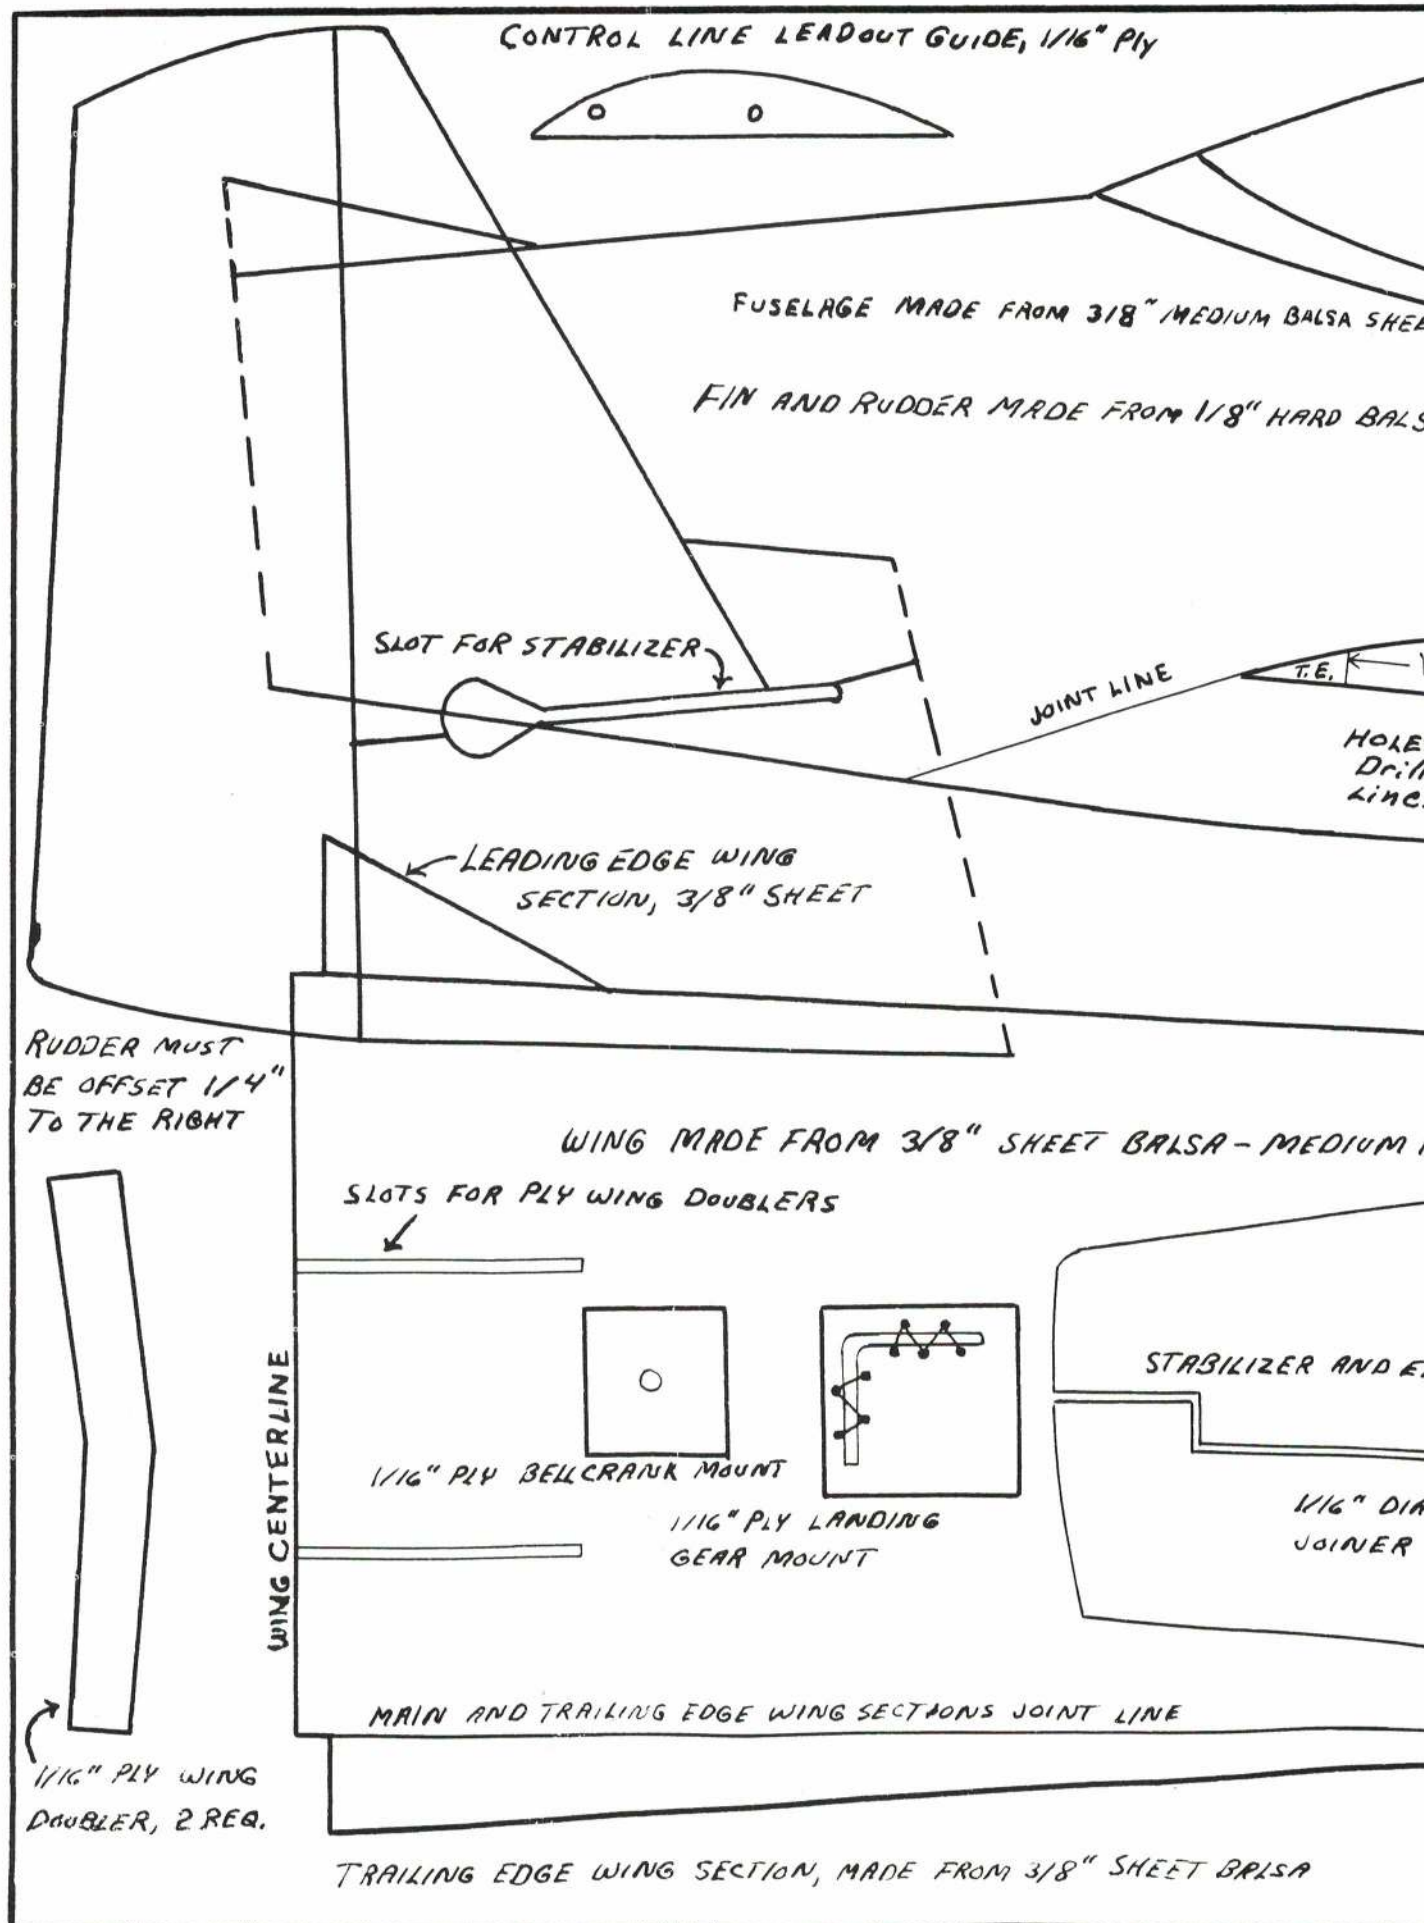 CONTROL LINE LEADOUT GUIDE, 1/16" Ply
FUSELAGE MADE FROM 3/8" MEDIUM BALSA
FIN AND RUDDER MADE FROM 1/8" HARD
SLOT FOR STABILIZER
JOINT LINE
T.E.
HOLE
LEADING EDGE WING
SECTION, 3/8" SHEET
RUDDER MUST
BE OFFSET 1/4"
TO THE RIGHT
WING MADE FROM 3/8" SHEET BALSA - MEDIUM
SLOTS FOR PLY WING DOUBLERS
STABILIZER AND
WING CENTERLINE
1/16" PLY BELLCRANK MOUNT
1/16" PLY LANDING
GEAR MOUNT
1/16"
JOINER
MAIN AND TRAILING EDGE WING SECTIONS JOINT LINE
1/16" PLY WING
DOUBLER, 2 REQ.
TRAILING EDGE WING SECTION, MADE FROM 3/8" SHEET BALSA